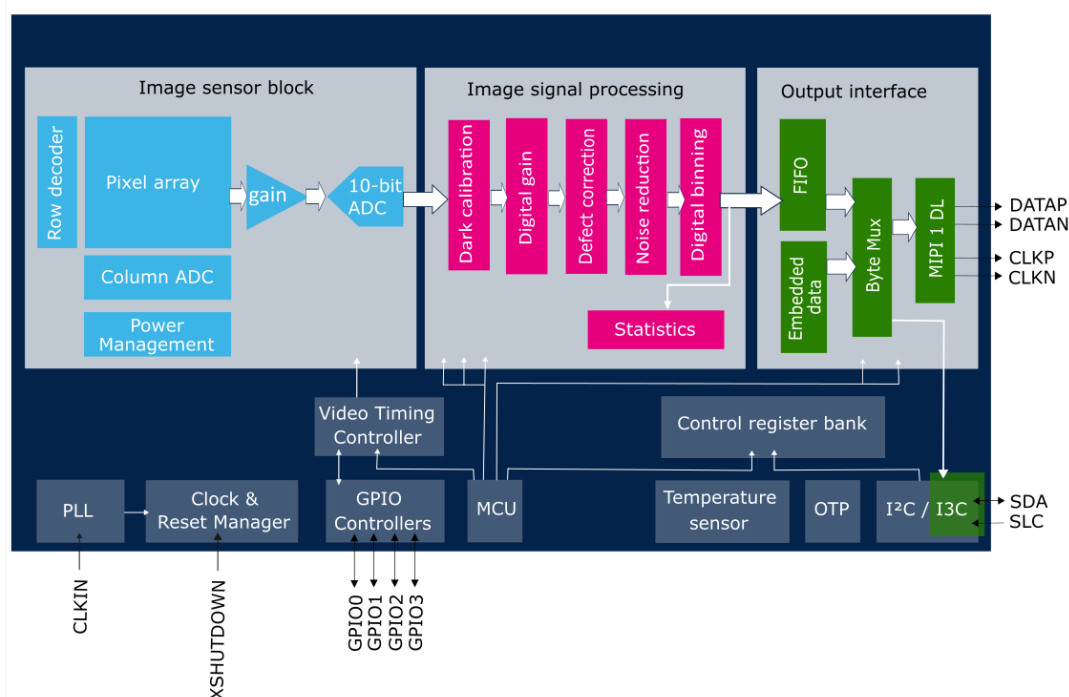 Image sensor block
Row decoder
Pixel array
gain
10-bit
ADC
Column ADC
Power
Management
Image signal processing
Dark calibration
Digital gain
Defect correction
Noise reduction
Digital binning
Statistics
Output interface
FIFO
Embedded
data
Byte Mux
MIPI 1 DL
DATAP
DATAN
CLKP
CLKN
Video Timing
Controller
Control register bank
PLL
Clock &
Reset Manager
GPIO
Controllers
MCU
Temperature
sensor
OTP
I²C / I3C
SDA
SLC
CLKIN
XSHUTDOWN
GPIO0
GPIO1
GPIO2
GPIO3